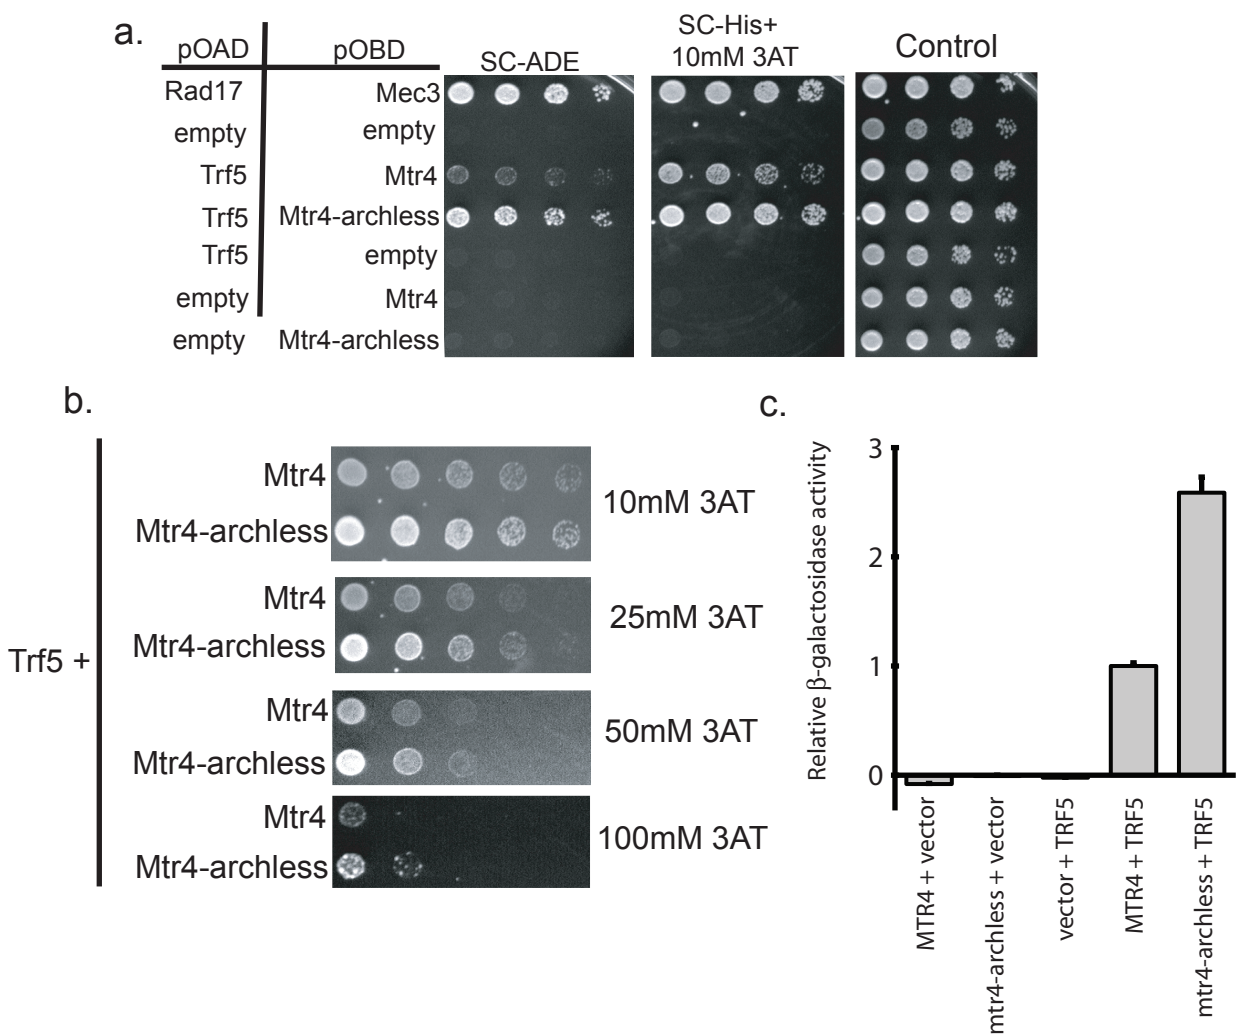 a.
pOAD pOBD SC-ADE SC-His+ 10mM 3AT Control
Rad17 Mec3
empty empty
Trf5 Mtr4
Trf5 Mtr4-archless
Trf5 empty
empty Mtr4
empty Mtr4-archless
b.
Trf5 +
Mtr4
Mtr4-archless
10mM 3AT
Mtr4
Mtr4-archless
25mM 3AT
Mtr4
Mtr4-archless
50mM 3AT
Mtr4
Mtr4-archless
100mM 3AT
c.
Relative β-galactosidase activity
3
2
1
0
MTR4 + vector
mtr4-archless + vector
vector + TRF5
MTR4 + TRF5
mtr4-archless + TRF5